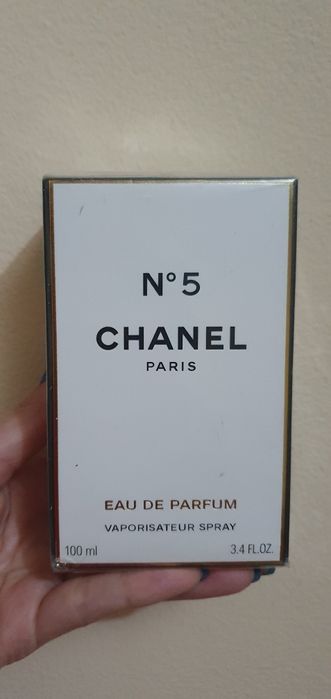 N° 5
CHANEL
PARIS
EAU DE PARFUM
VAPORISATEUR SPRAY
100 ml 3.4 FL.OZ.